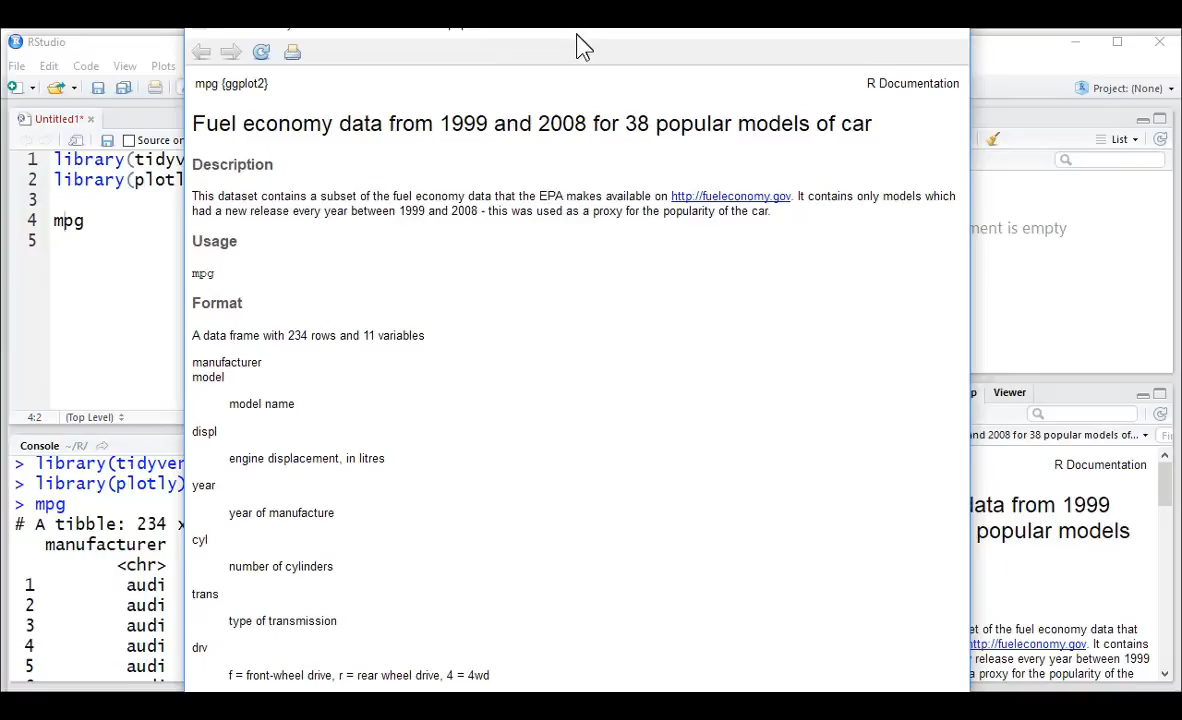 RStudio
File Edit Code View Plots
Project: (None)
Untitled1*
Source on
List
1 library(tidyv
2 library(plotl
3
4 mpg
5
4:2 (Top Level)
Console ~/R/
> library(tidyver
> library(plotly)
> mpg
# A tibble: 234 x
manufacturer
<chr>
1 audi
2 audi
3 audi
4 audi
5 audi
mpg {ggplot2}
R Documentation
Fuel economy data from 1999 and 2008 for 38 popular models of car
Description
This dataset contains a subset of the fuel economy data that the EPA makes available on http://fueleconomy.gov. It contains only models which
had a new release every year between 1999 and 2008 - this was used as a proxy for the popularity of the car.
Usage
mpg
Format
A data frame with 234 rows and 11 variables
manufacturer
model
model name
displ
engine displacement, in litres
year
year of manufacture
cyl
number of cylinders
trans
type of transmission
drv
f = front-wheel drive, r = rear wheel drive, 4 = 4wd
ment is empty
p Viewer
and 2008 for 38 popular models of... Fi
R Documentation
data from 1999
popular models
et of the fuel economy data that
http://fueleconomy.gov. It contains
release every year between 1999
a proxy for the popularity of the